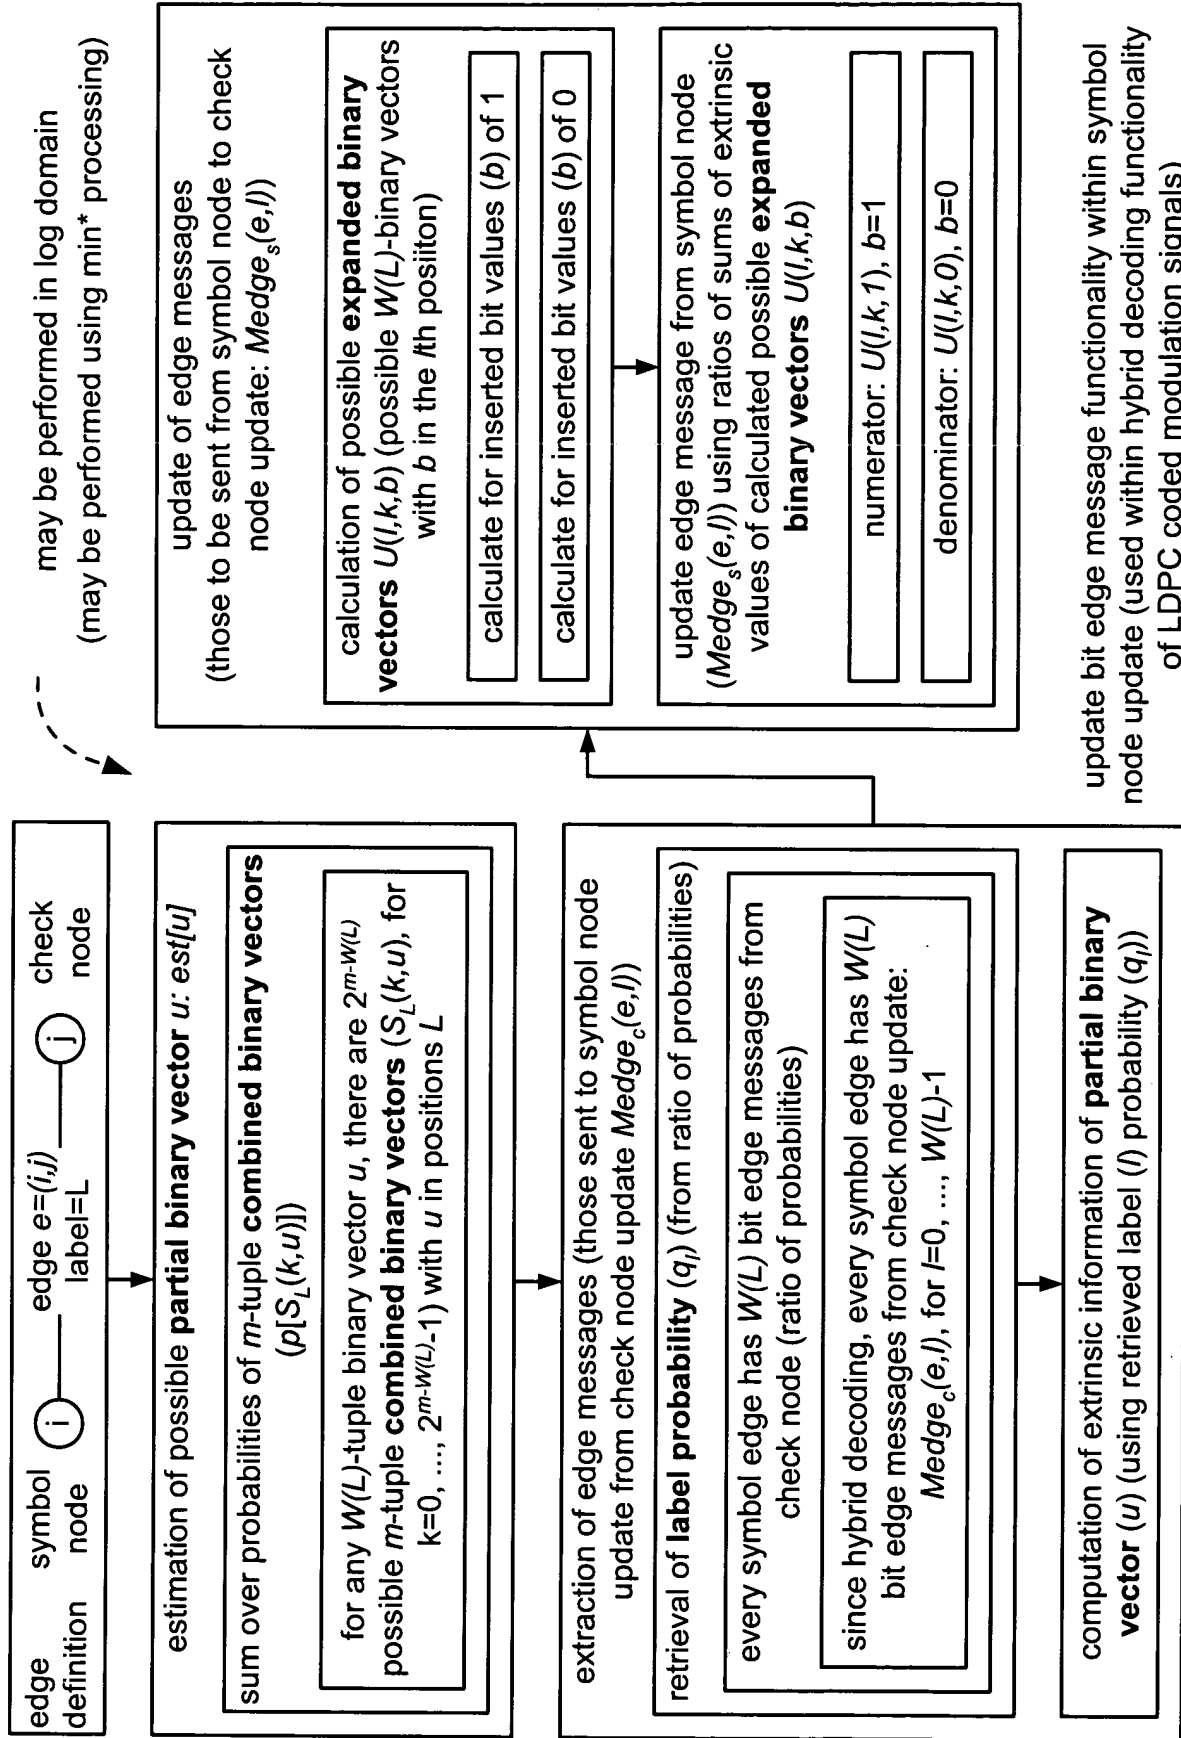 edge symbol edge e=(i,j) check
definition node i label=L j node
estimation of possible partial binary vector u: est[u]
sum over probabilities of m-tuple combined binary vectors
(p[S_L(k,u)])
for any W(L)-tuple binary vector u, there are 2^{m-W(L)}
possible m-tuple combined binary vectors (S_L(k,u), for
k=0, ..., 2^{m-W(L)}-1) with u in positions L
extraction of edge messages (those sent to symbol node
update from check node update Medge_c(e,l))
retrieval of label probability (q_l) (from ratio of probabilities)
every symbol edge has W(L) bit edge messages from
check node (ratio of probabilities)
since hybrid decoding, every symbol edge has W(L)
bit edge messages from check node update:
Medge_c(e,l), for l=0, ..., W(L)-1
computation of extrinsic information of partial binary
vector (u) (using retrieved label (l) probability (q_l))
may be performed in log domain
(may be performed using min* processing)
update of edge messages
(those to be sent from symbol node to check
node update: Medge_s(e,l))
calculation of possible expanded binary
vectors U(l,k,b) (possible W(L)-binary vectors
with b in the lth posiiton)
calculate for inserted bit values (b) of 1
calculate for inserted bit values (b) of 0
update edge message from symbol node
(Medge_s(e,l)) using ratios of sums of extrinsic
values of calculated possible expanded
binary vectors U(l,k,b)
numerator: U(l,k,1), b=1
denominator: U(l,k,0), b=0
update bit edge message functionality within symbol
node update (used within hybrid decoding functionality
of LDPC coded modulation signals)